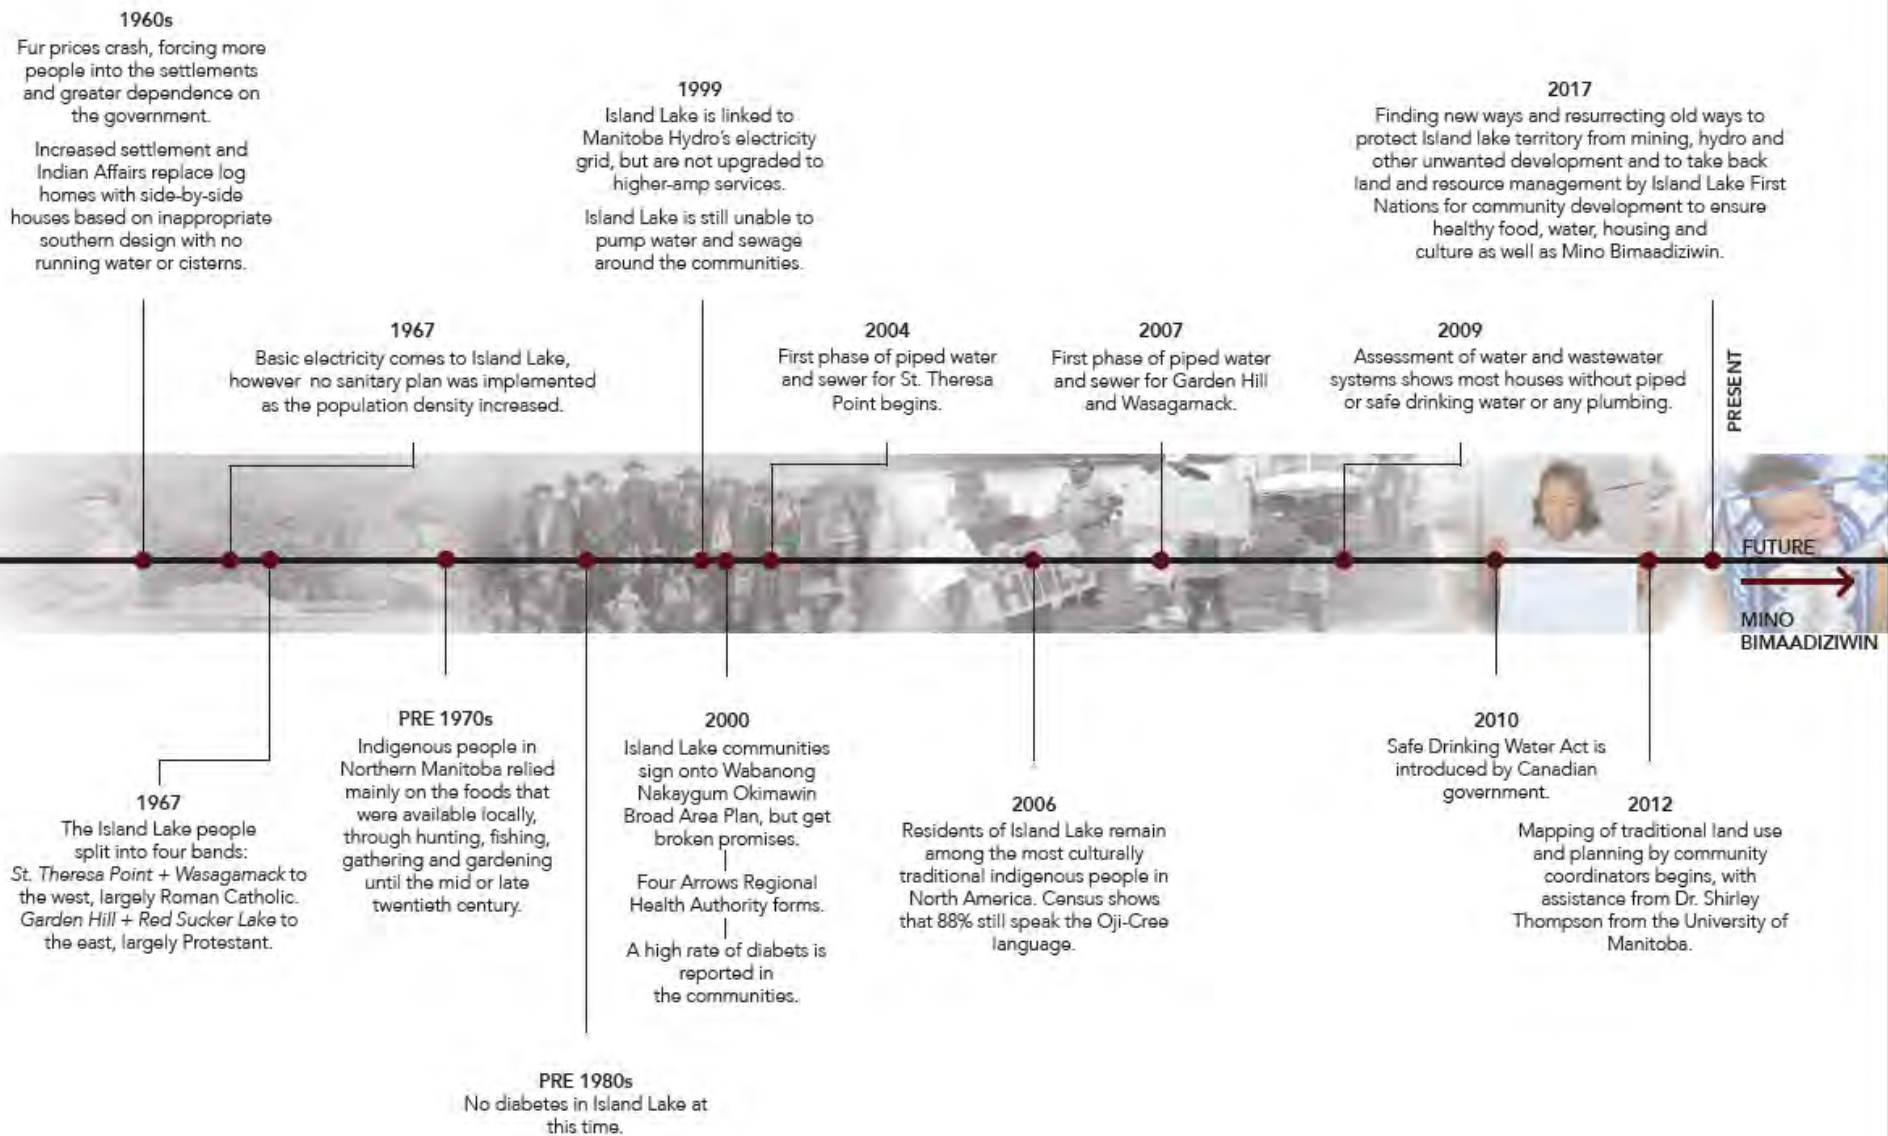 1960s
Fur prices crash, forcing more
people into the settlements
and greater dependence on
the government.
Increased settlement and
Indian Affairs replace log
homes with side-by-side
houses based on inappropriate
southern design with no
running water or cisterns.
1967
Basic electricity comes to Island Lake,
however no sanitary plan was implemented
as the population density increased.
1967
The Island Lake people
split into four bands:
St. Theresa Point + Wasagamack to
the west, largely Roman Catholic.
Garden Hill + Red Sucker Lake to
the east, largely Protestant.
PRE 1970s
Indigenous people in
Northern Manitoba relied
mainly on the foods that
were available locally,
through hunting, fishing,
gathering and gardening
until the mid or late
twentieth century.
PRE 1980s
No diabetes in Island Lake at
this time.
1999
Island Lake is linked to
Manitoba Hydro's electricity
grid, but are not upgraded to
higher-amp services.
Island Lake is still unable to
pump water and sewage
around the communities.
2000
Island Lake communities
sign onto Wabanong
Nakaygum Okimawin
Broad Area Plan, but get
broken promises.
Four Arrows Regional
Health Authority forms.
A high rate of diabets is
reported in
the communities.
2004
First phase of piped water
and sewer for St. Theresa
Point begins.
2006
Residents of Island Lake remain
among the most culturally
traditional indigenous people in
North America. Census shows
that 88% still speak the Oji-Cree
language.
2007
First phase of piped water
and sewer for Garden Hill
and Wasagamack.
2009
Assessment of water and wastewater
systems shows most houses without piped
or safe drinking water or any plumbing.
2010
Safe Drinking Water Act is
introduced by Canadian
government.
2012
Mapping of traditional land use
and planning by community
coordinators begins, with
assistance from Dr. Shirley
Thompson from the University of
Manitoba.
2017
Finding new ways and resurrecting old ways to
protect Island lake territory from mining, hydro and
other unwanted development and to take back
land and resource management by Island Lake First
Nations for community development to ensure
healthy food, water, housing and
culture as well as Mino Bimaadiziwin.
PRESENT
FUTURE
MINO
BIMAADIZIWIN
HILL